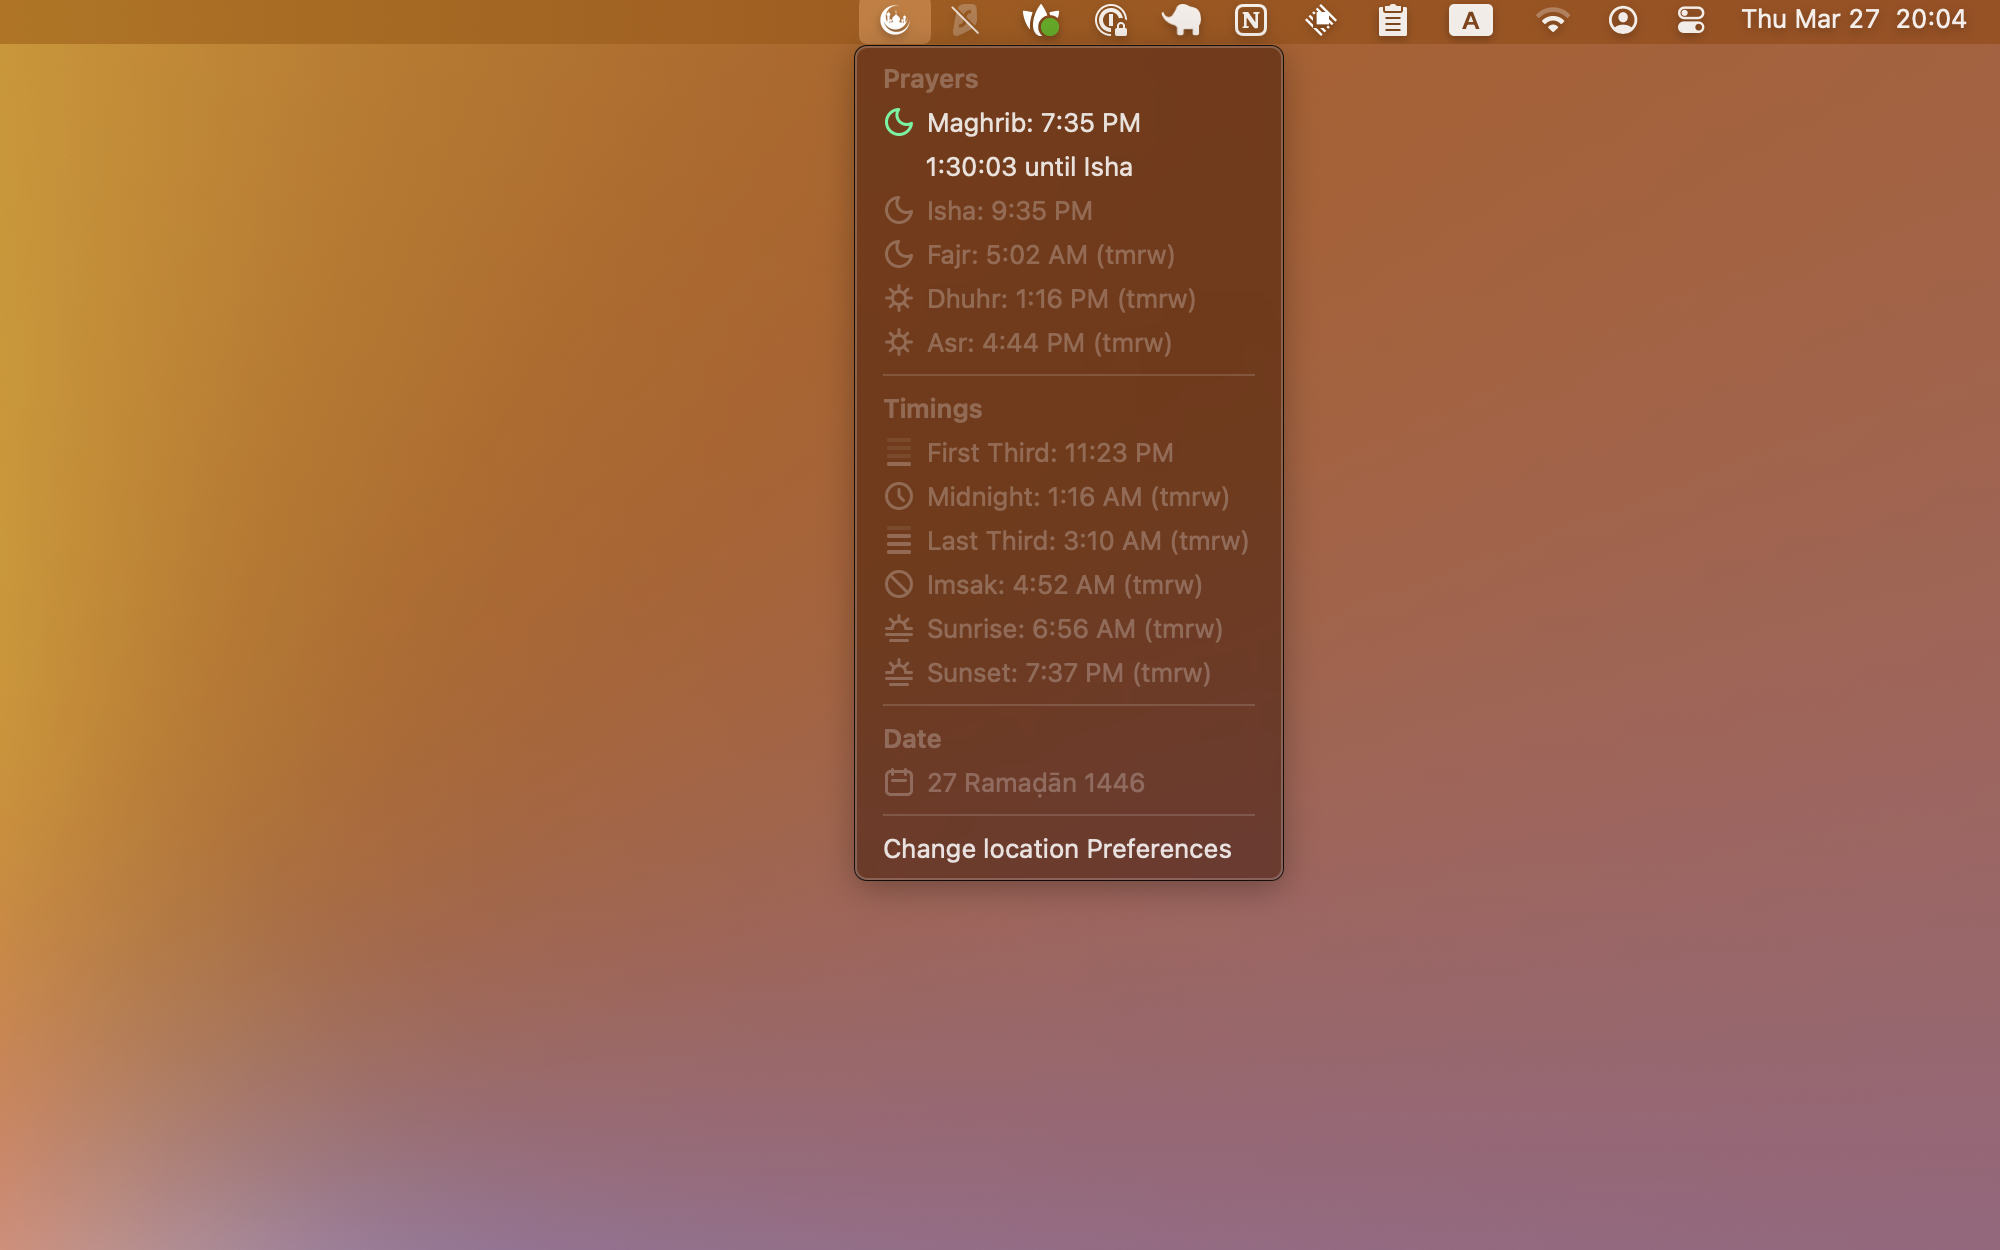 A
Thu Mar 27 20:04
Prayers
Maghrib: 7:35 PM
1:30:03 until Isha
Isha: 9:35 PM
Fajr: 5:02 AM (tmrw)
Dhuhr: 1:16 PM (tmrw)
Asr: 4:44 PM (tmrw)
Timings
First Third: 11:23 PM
Midnight: 1:16 AM (tmrw)
Last Third: 3:10 AM (tmrw)
Imsak: 4:52 AM (tmrw)
Sunrise: 6:56 AM (tmrw)
Sunset: 7:37 PM (tmrw)
Date
27 Ramaḍān 1446
Change location Preferences